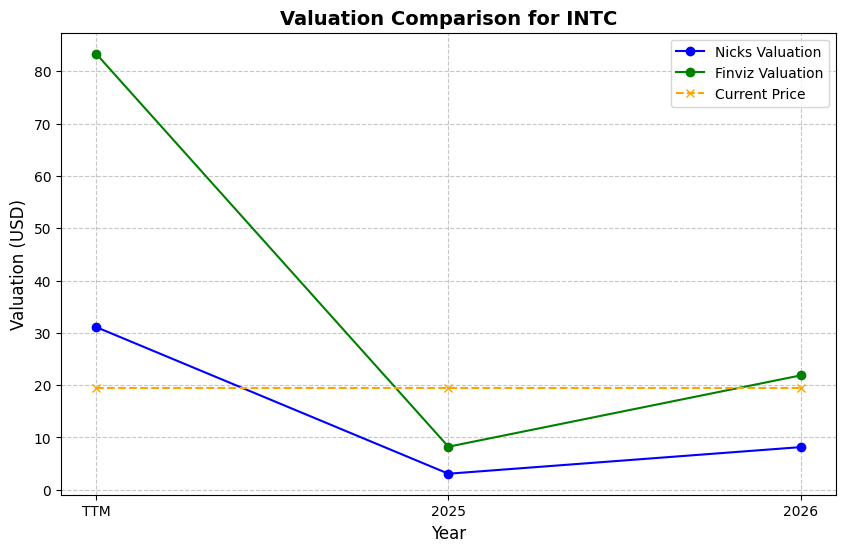 Valuation Comparison for INTC
Nicks Valuation
Finviz Valuation
Current Price
Valuation (USD)
80
70
60
50
40
30
20
10
0
TTM
2025
2026
Year